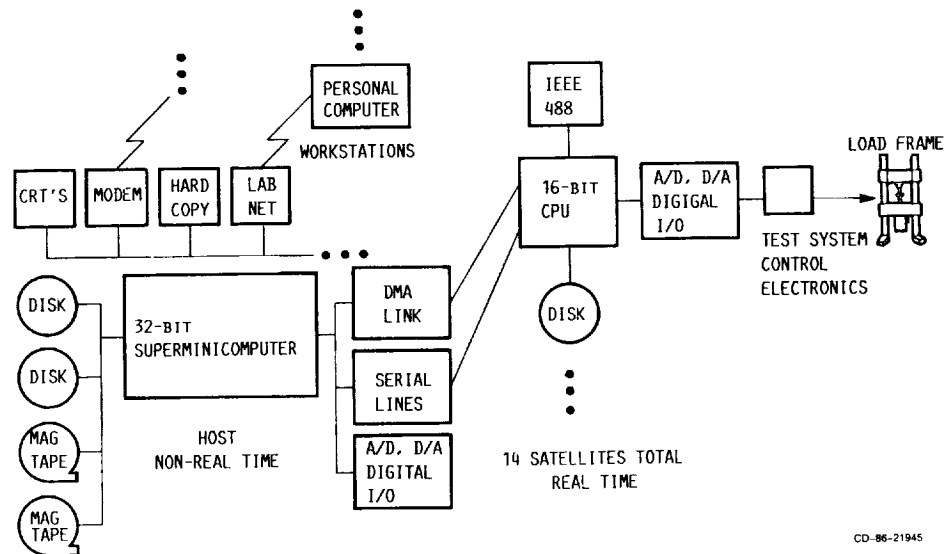 PERSONAL
COMPUTER
WORKSTATIONS
CRT'S
MODEM
HARD
COPY
LAB
NET
DISK
DISK
MAG
TAPE
MAG
TAPE
32-BIT
SUPERMINICOMPUTER
HOST
NON-REAL TIME
DMA
LINK
SERIAL
LINES
A/D, D/A
DIGITAL
I/O
IEEE
488
16-BIT
CPU
DISK
14 SATELLITES TOTAL
REAL TIME
A/D, D/A
DIGIGAL
I/O
TEST SYSTEM
CONTROL
ELECTRONICS
LOAD FRAME
CD-86-21945